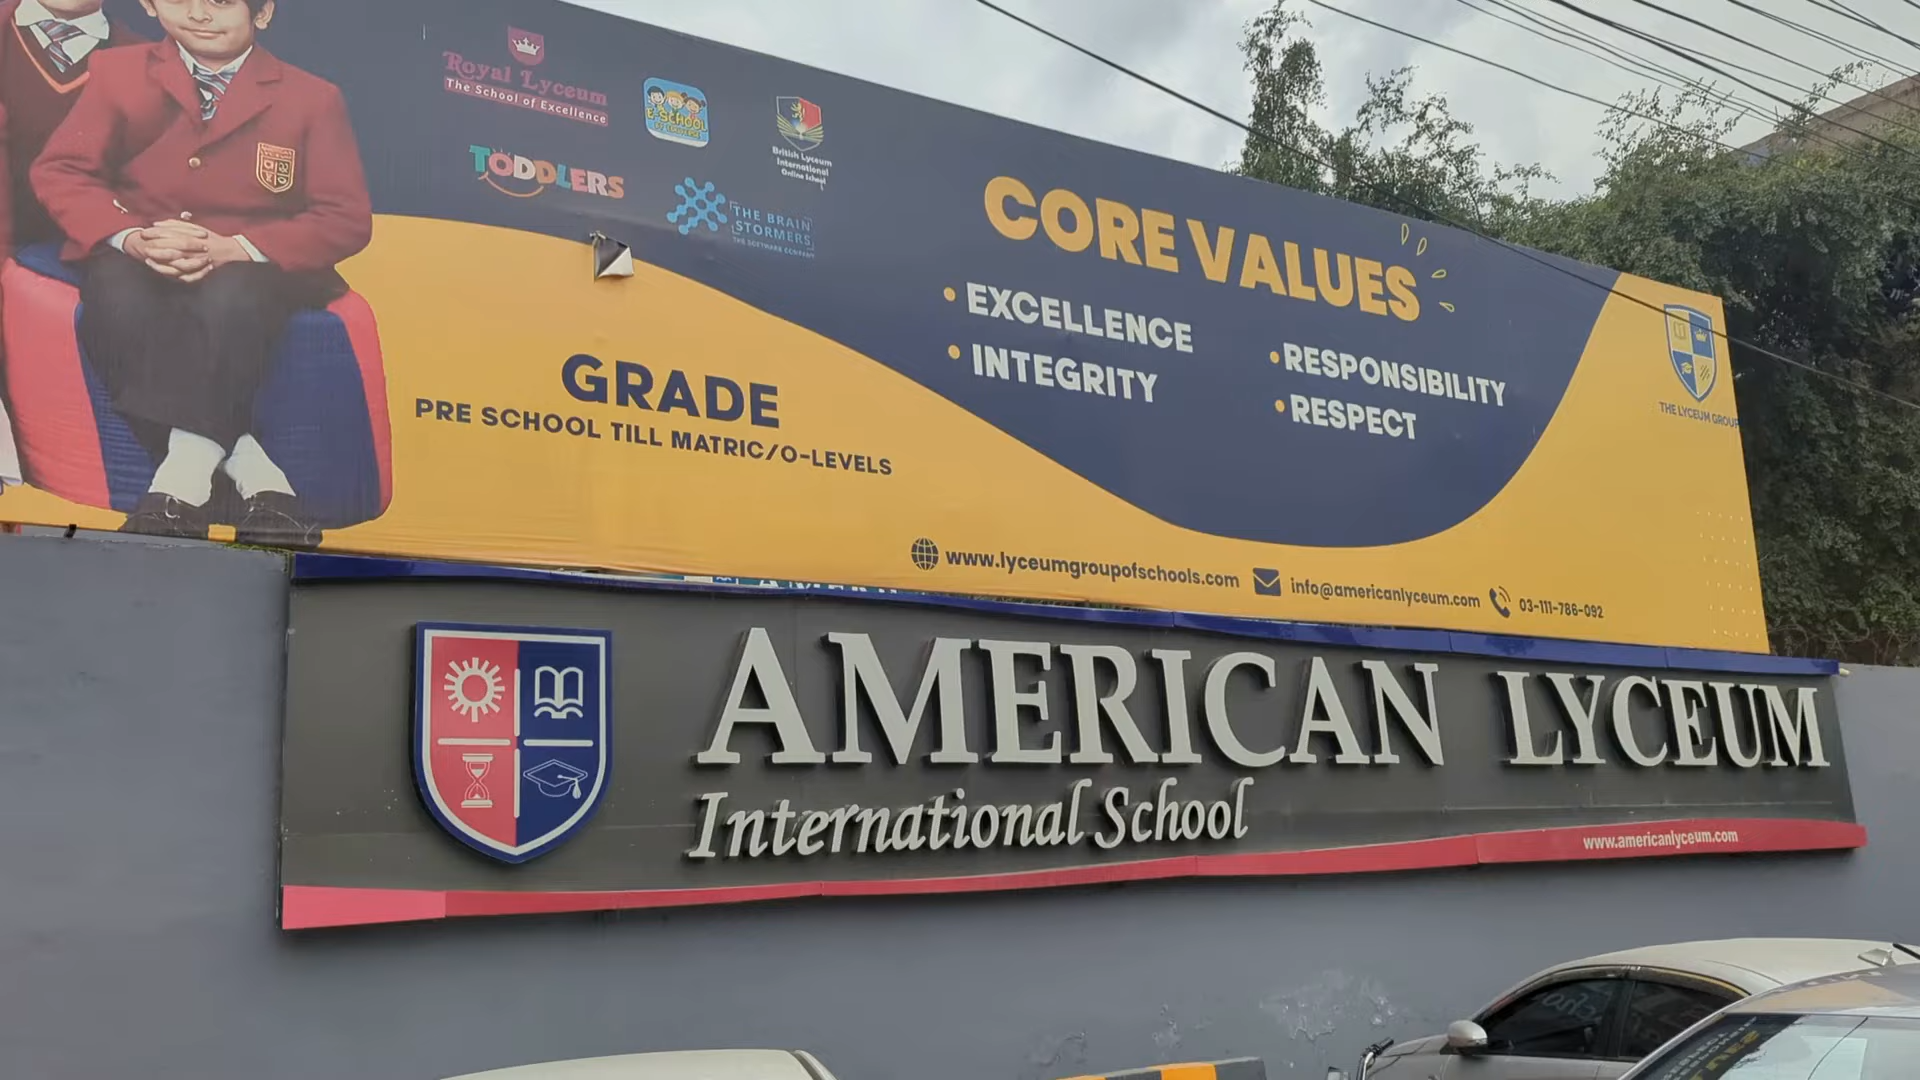 Royal Lyceum
The School of Excellence
E-SCHOOL
British Lyceum
International
Online School
TODDLERS
THE BRAIN
STORMERS
THE SOFTWARE COMPANY
CORE VALUES
• EXCELLENCE
• INTEGRITY
• RESPONSIBILITY
• RESPECT
THE LYCEUM GROUP
GRADE
PRE SCHOOL TILL MATRIC/O-LEVELS
www.lyceumgroupofschools.com
info@americanlyceum.com
03-111-786-092
AMERICAN LYCEUM
International School
www.americanlyceum.com